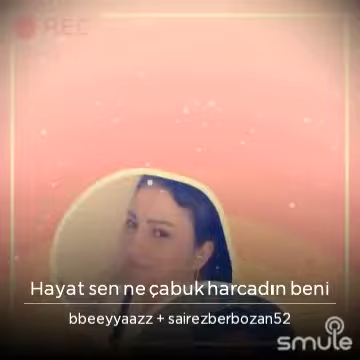 REC
Hayat sen ne çabuk harcadın beni
bbeeyyaazz + sairezberbozan52
smule